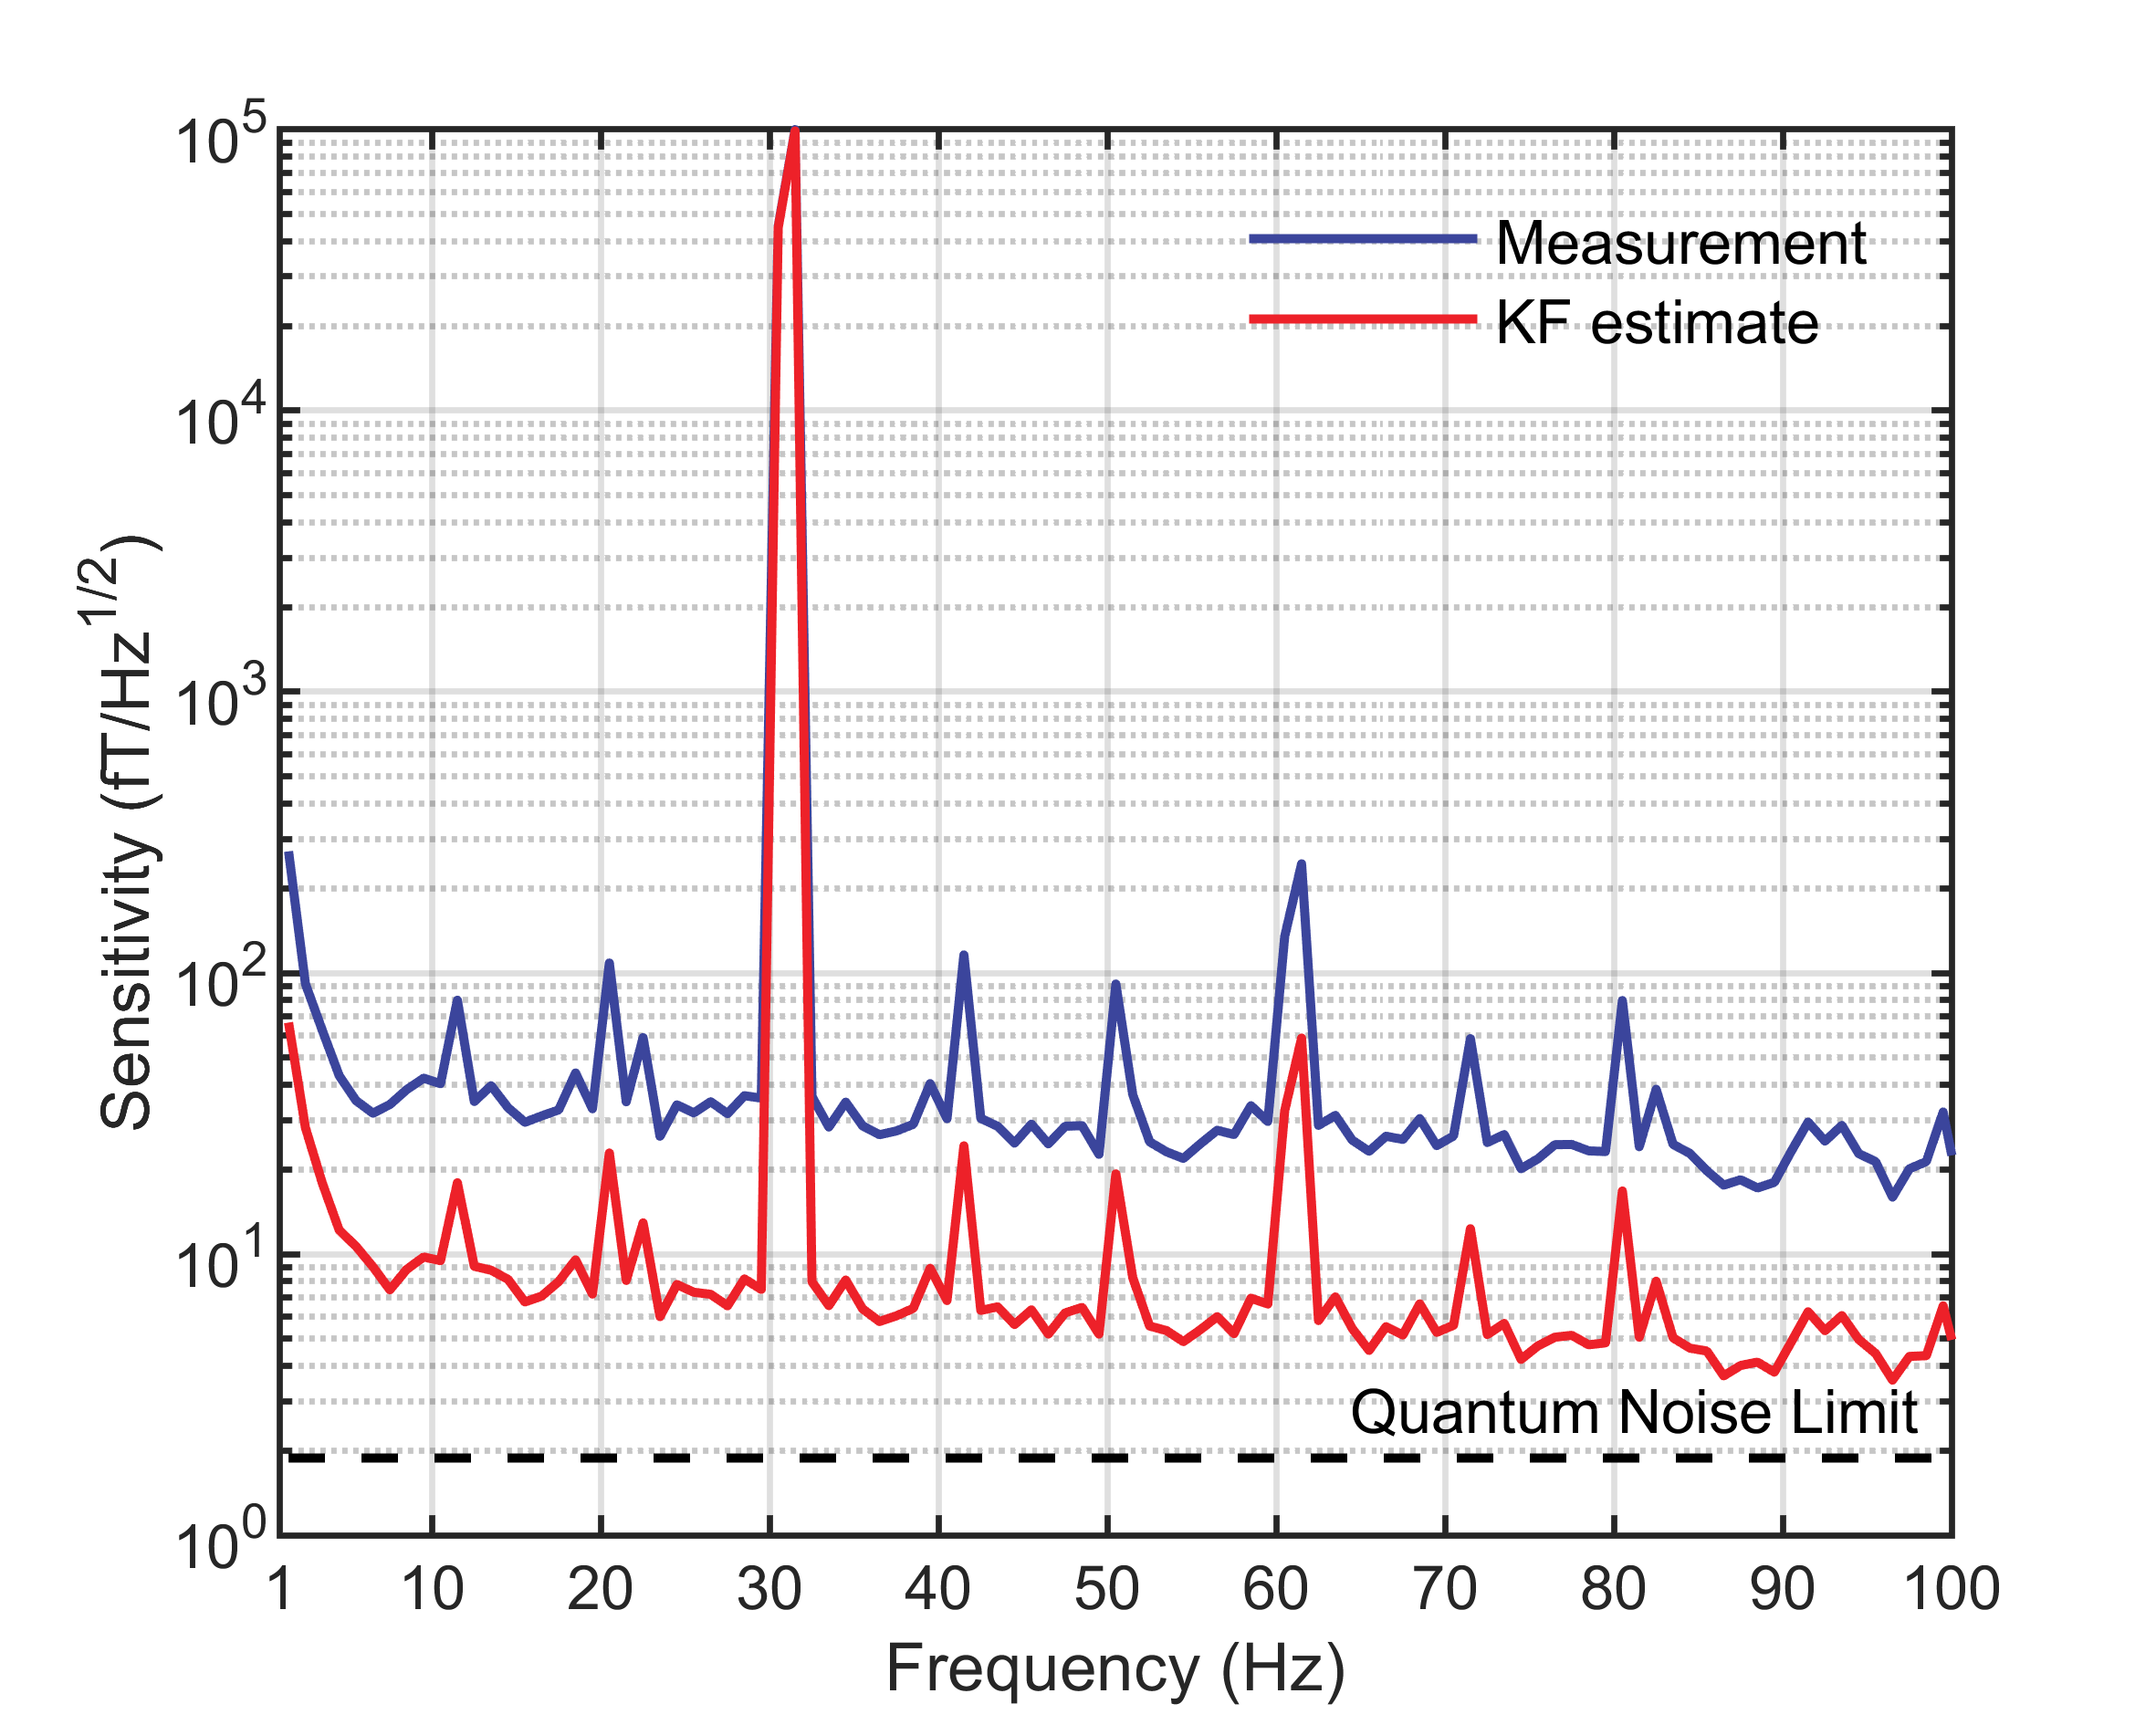 10^5
10^4
10^3
10^2
10^1
10^0
Sensitivity (fT/Hz^1/2)
Measurement
KF estimate
Quantum Noise Limit
1 10 20 30 40 50 60 70 80 90 100
Frequency (Hz)